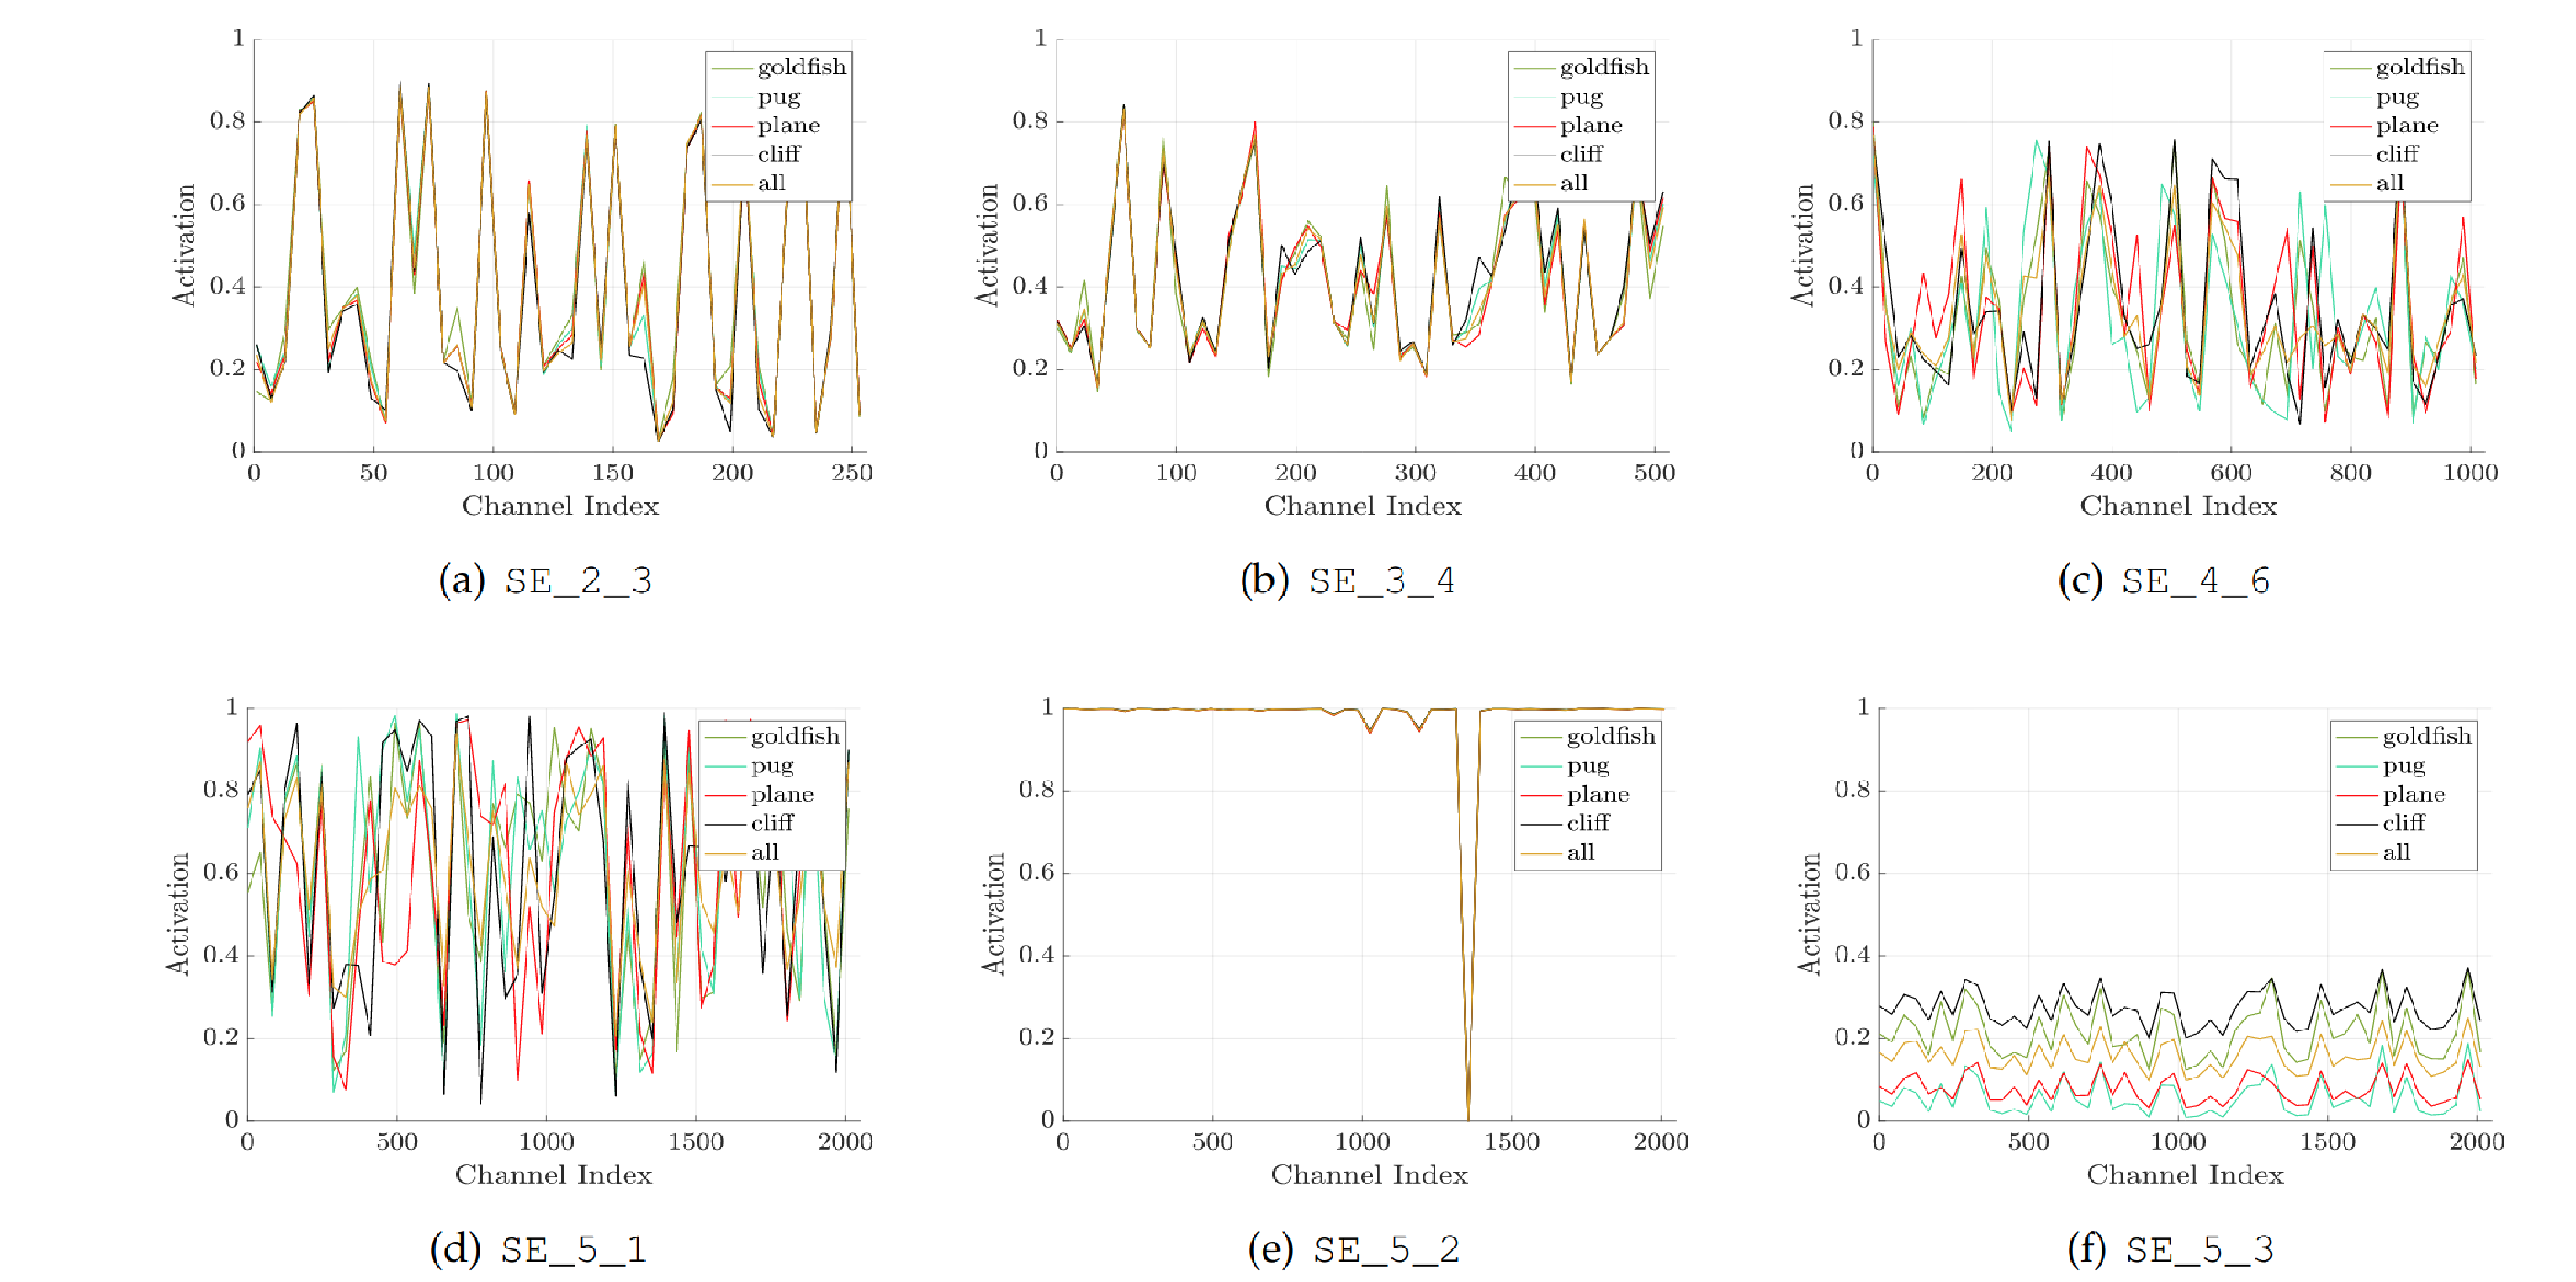 1
0.8
0.6
0.4
0.2
0
Activation
0 50 100 150 200 250
Channel Index
goldfish
pug
plane
cliff
all
(a) SE_2_3
1
0.8
0.6
0.4
0.2
0
Activation
0 100 200 300 400 500
Channel Index
goldfish
pug
plane
cliff
all
(b) SE_3_4
1
0.8
0.6
0.4
0.2
0
Activation
0 200 400 600 800 1000
Channel Index
goldfish
pug
plane
cliff
all
(c) SE_4_6
1
0.8
0.6
0.4
0.2
0
Activation
0 500 1000 1500 2000
Channel Index
goldfish
pug
plane
cliff
all
(d) SE_5_1
1
0.8
0.6
0.4
0.2
0
Activation
0 500 1000 1500 2000
Channel Index
goldfish
pug
plane
cliff
all
(e) SE_5_2
1
0.8
0.6
0.4
0.2
0
Activation
0 500 1000 1500 2000
Channel Index
goldfish
pug
plane
cliff
all
(f) SE_5_3